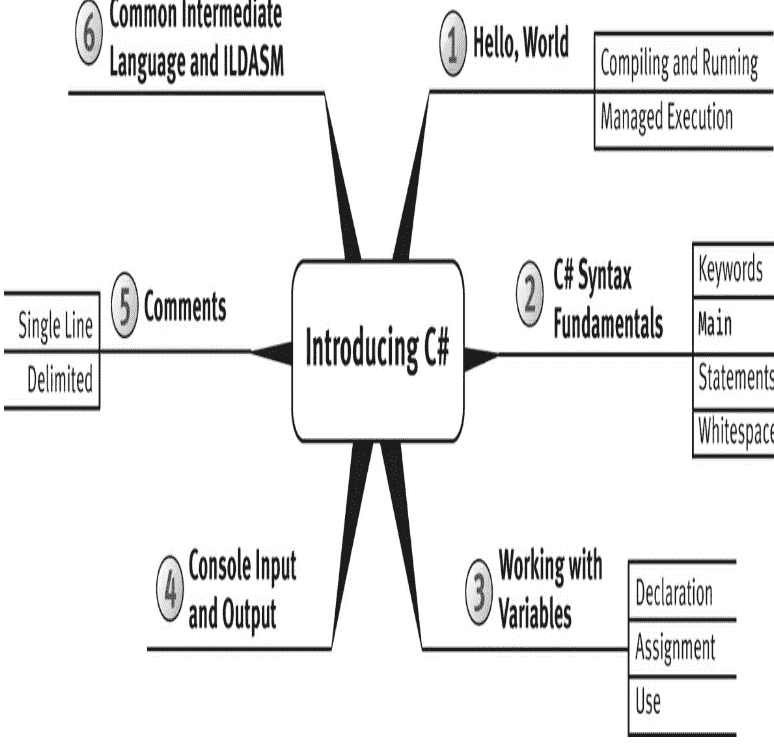 Introducing C#
1
Hello, World
Compiling and Running
Managed Execution
2
C# Syntax
Fundamentals
Keywords
Main
Statements
Whitespace
3
Working with
Variables
Declaration
Assignment
Use
4
Console Input
and Output
5
Comments
Single Line
Delimited
6
Common Intermediate
Language and ILDASM